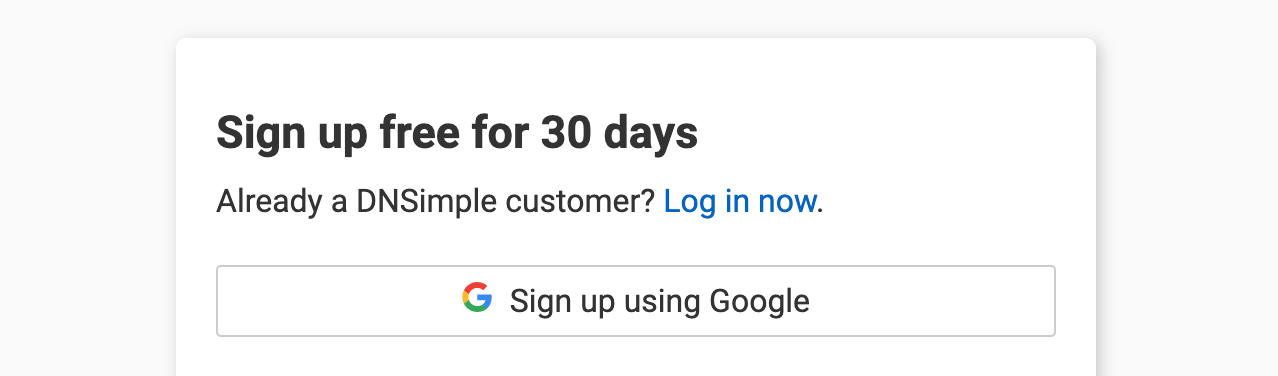 Sign up free for 30 days
Already a DNSimple customer? Log in now.
Sign up using Google